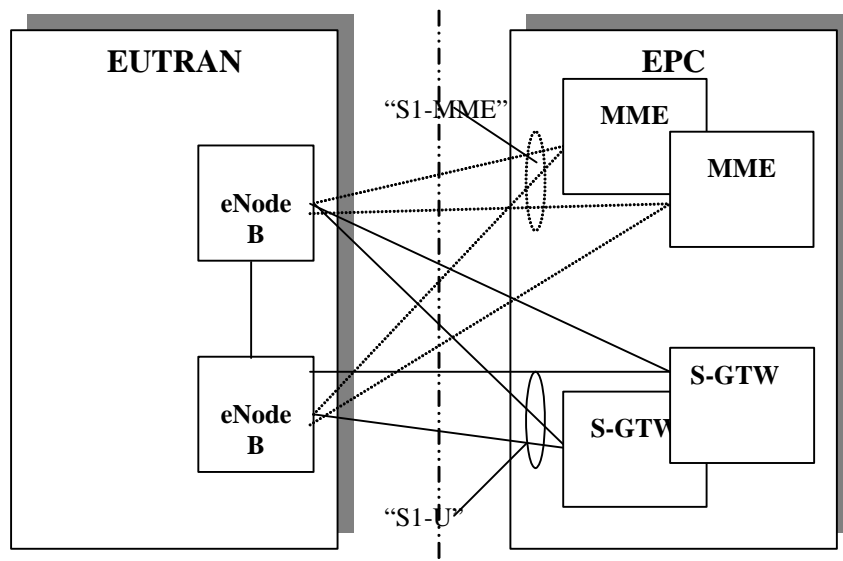 EUTRAN
EPC
“S1-MME”
MME
MME
eNode
B
eNode
B
S-GTW
S-GTW
“S1-U”